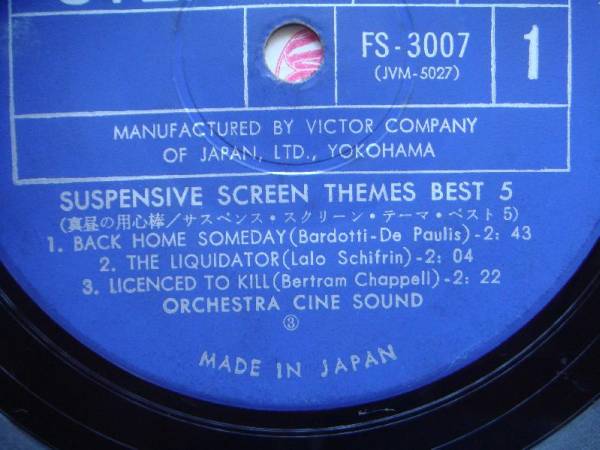 FS-3007
(JVM-5027)
1
MANUFACTURED BY VICTOR COMPANY
OF JAPAN, LTD., YOKOHAMA
SUSPENSIVE SCREEN THEMES BEST 5
(真昼の用心棒/サスペンス・スクリーン・テーマ・ベスト5)
1. BACK HOME SOMEDAY(Bardotti-De Paulis)-2: 43
2. THE LIQUIDATOR(Lalo Schifrin)-2: 04
3. LICENCED TO KILL(Bertram Chappell)-2: 22
ORCHESTRA CINE SOUND
③
MADE IN JAPAN